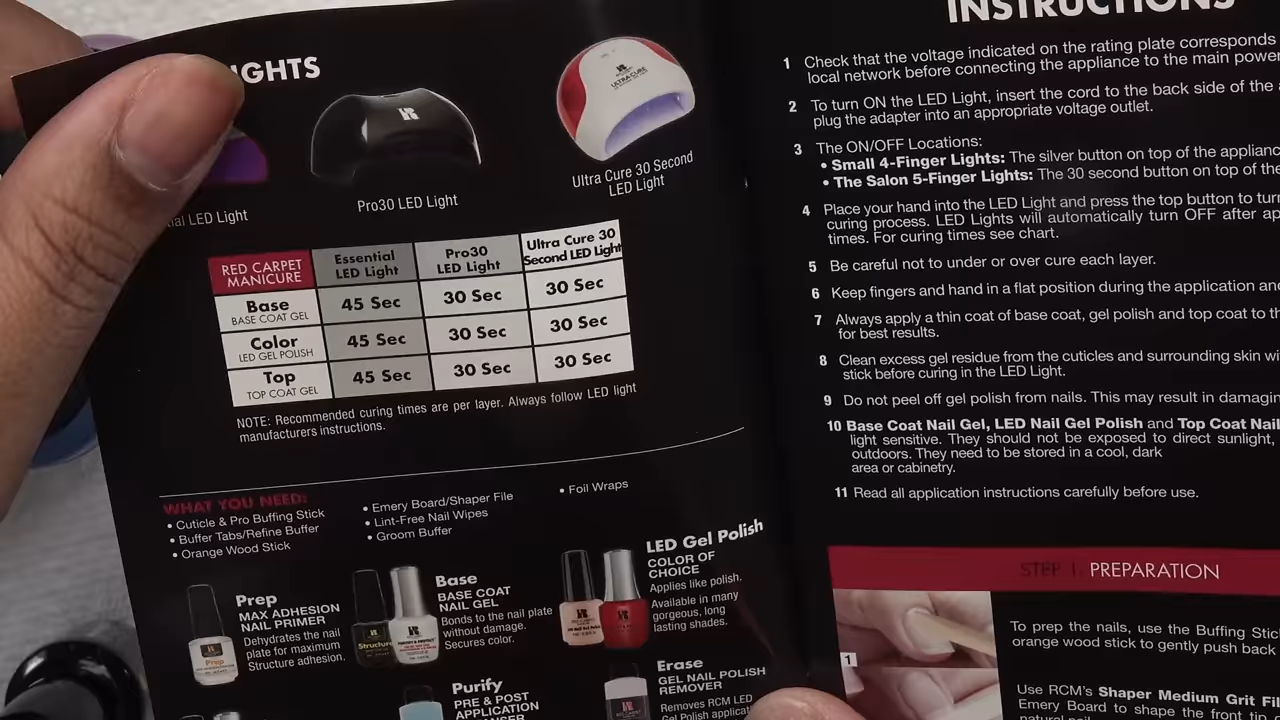 GHTS
LED Light
Pro30 LED Light
ULTRA CURE
Ultra Cure 30 Second
LED Light
RED CARPET
MANICURE
Essential
LED Light
Pro30
LED Light
Ultra Cure 30
Second LED Light
Base
BASE COAT GEL
45 Sec
30 Sec
30 Sec
Color
LED GEL POLISH
45 Sec
30 Sec
30 Sec
Top
TOP COAT GEL
45 Sec
30 Sec
30 Sec
NOTE: Recommended curing times are per layer. Always follow LED light
manufacturers instructions.
WHAT YOU NEED:
• Cuticle & Pro Buffing Stick
• Buffer Tabs/Refine Buffer
• Orange Wood Stick
• Emery Board/Shaper File
• Lint-Free Nail Wipes
• Groom Buffer
• Foil Wraps
Prep
MAX ADHESION
NAIL PRIMER
Dehydrates the nail
plate for maximum
Structure adhesion.
Prep
Structure
Base
BASE COAT
NAIL GEL
Bonds to the nail plate
without damage.
Secures color.
LED Gel Polish
COLOR OF
CHOICE
Applies like polish.
Available in many
gorgeous, long
lasting shades.
Purify
PRE & POST
APPLICATION
Erase
GEL NAIL POLISH
REMOVER
Removes RCM LED
Gel Polish
INSTRUCTIONS
1 Check that the voltage indicated on the rating plate corresponds
local network before connecting the appliance to the main power
2 To turn ON the LED Light, insert the cord to the back side of the
plug the adapter into an appropriate voltage outlet.
3 The ON/OFF Locations:
• Small 4-Finger Lights: The silver button on top of the applianc
• The Salon 5-Finger Lights: The 30 second button on top of the
4 Place your hand into the LED Light and press the top button to turn
curing process. LED Lights will automatically turn OFF after ap
times. For curing times see chart.
5 Be careful not to under or over cure each layer.
6 Keep fingers and hand in a flat position during the application an
7 Always apply a thin coat of base coat, gel polish and top coat to th
for best results.
8 Clean excess gel residue from the cuticles and surrounding skin wi
stick before curing in the LED Light.
9 Do not peel off gel polish from nails. This may result in damagin
10 Base Coat Nail Gel, LED Nail Gel Polish and Top Coat Nail
light sensitive. They should not be exposed to direct sunlight,
outdoors. They need to be stored in a cool, dark
area or cabinetry.
11 Read all application instructions carefully before use.
STEP 1. PREPARATION
1
To prep the nails, use the Buffing Stic
orange wood stick to gently push back
Use RCM's Shaper Medium Grit Fil
Emery Board to shape the front tip